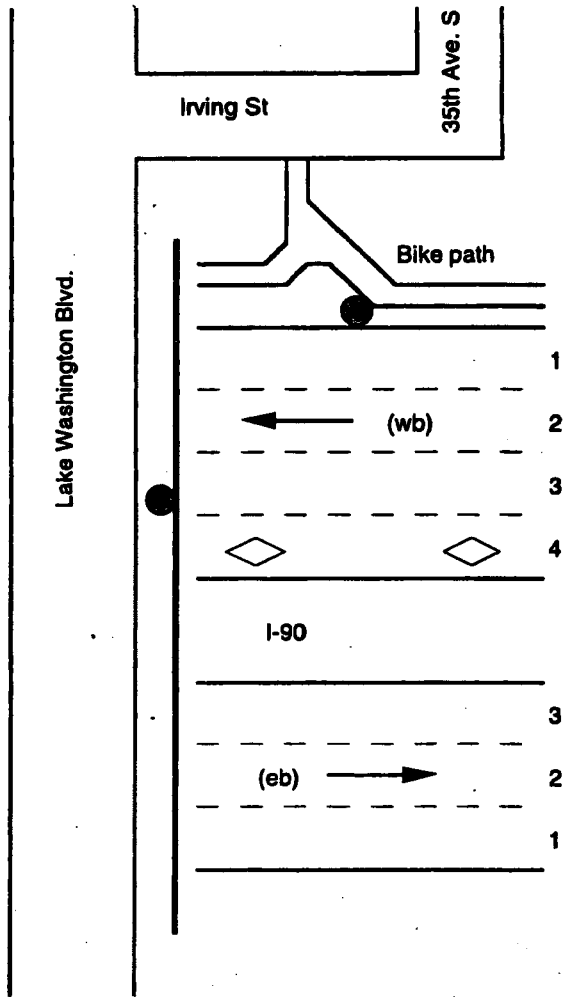 35th Ave. S
Irving St
Bike path
Lake Washington Blvd.
1
(wb) 2
3
4
I-90
3
(eb) 2
1